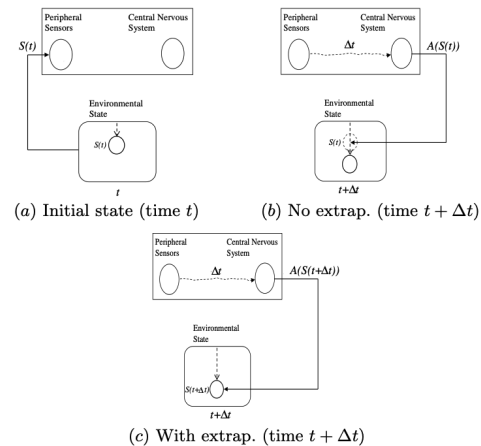 Peripheral Sensors
Central Nervous System
S(t)
Environmental State
S(t)
t
(a) Initial state (time t)
Peripheral Sensors
Central Nervous System
Δt
A(S(t))
Environmental State
S(t)
t+Δt
(b) No extrap. (time t + Δt)
Peripheral Sensors
Central Nervous System
Δt
A(S(t+Δt))
Environmental State
S(t+Δt)
t+Δt
(c) With extrap. (time t + Δt)